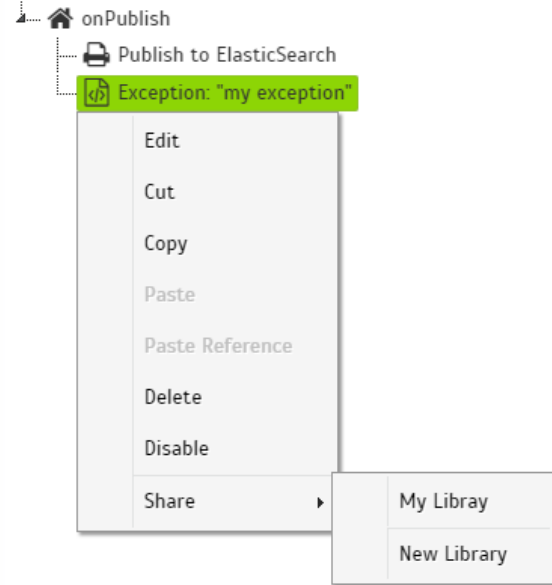 onPublish
Publish to ElasticSearch
Exception: "my exception"
Edit
Cut
Copy
Paste
Paste Reference
Delete
Disable
Share
My Libray
New Library